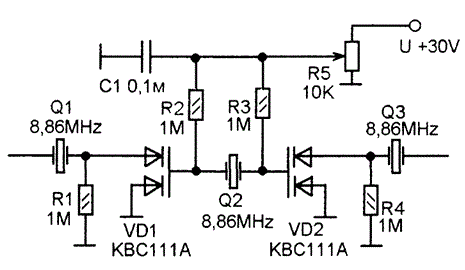 U +30V
C1 0,1м
R5
10K
R2
1M
R3
1M
Q1
8,86MHz
Q3
8,86MHz
R1
1M
Q2
8,86MHz
R4
1M
VD1
KBC111A
VD2
KBC111A